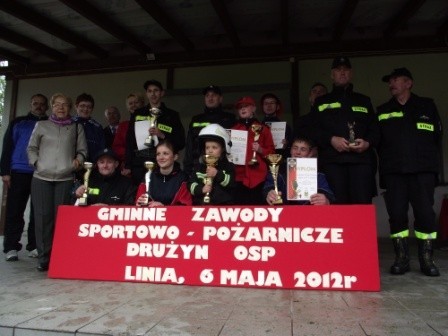 GMINNE ZAWODY
SPORTOWO - POŻARNICZE
DRUŻYN OSP
LINIA, 6 MAJA 2012r